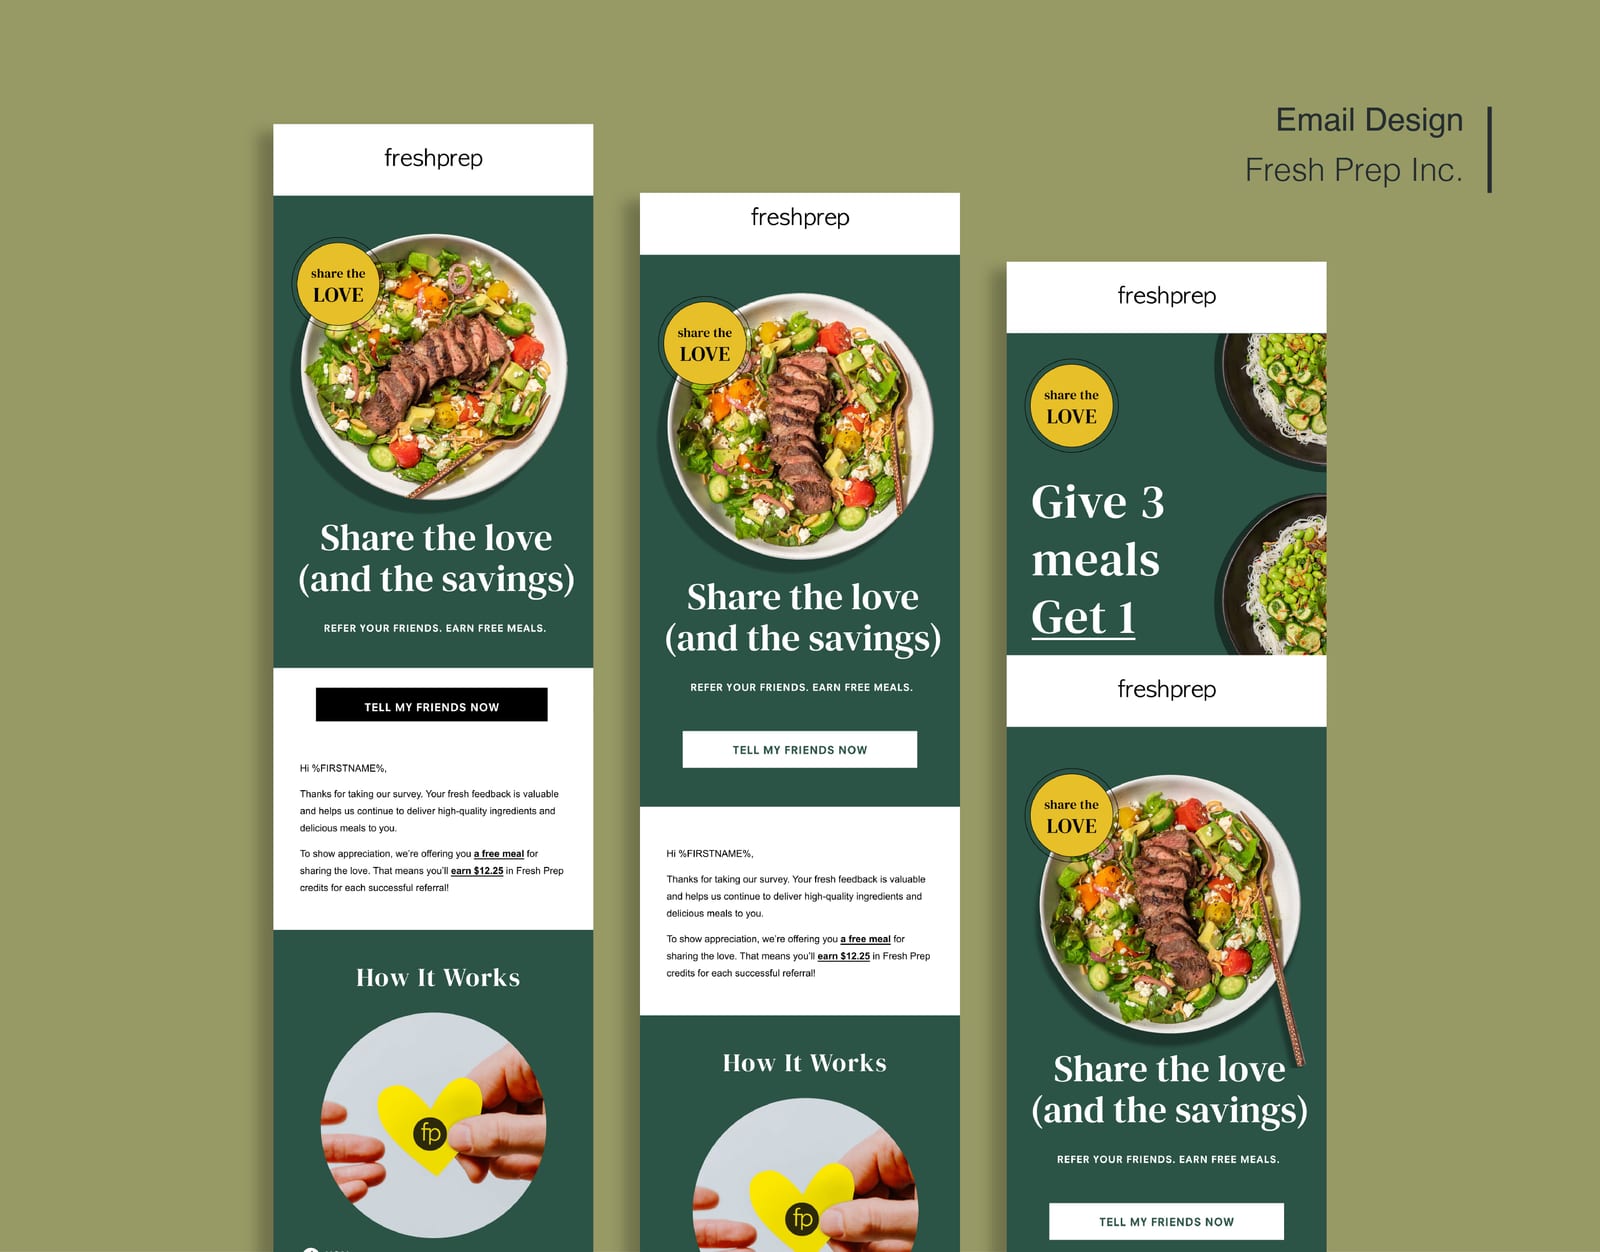 Email Design
Fresh Prep Inc.
freshprep
share the
LOVE
Share the love
(and the savings)
REFER YOUR FRIENDS. EARN FREE MEALS.
TELL MY FRIENDS NOW
Hi %FIRSTNAME%,
Thanks for taking our survey. Your fresh feedback is valuable
and helps us continue to deliver high-quality ingredients and
delicious meals to you.
To show appreciation, we're offering you a free meal for
sharing the love. That means you'll earn $12.25 in Fresh Prep
credits for each successful referral!
How It Works
fp
freshprep
share the
LOVE
Share the love
(and the savings)
REFER YOUR FRIENDS. EARN FREE MEALS.
TELL MY FRIENDS NOW
Hi %FIRSTNAME%,
Thanks for taking our survey. Your fresh feedback is valuable
and helps us continue to deliver high-quality ingredients and
delicious meals to you.
To show appreciation, we're offering you a free meal for
sharing the love. That means you'll earn $12.25 in Fresh Prep
credits for each successful referral!
How It Works
fp
freshprep
share the
LOVE
Give 3
meals
Get 1
freshprep
share the
LOVE
Share the love
(and the savings)
REFER YOUR FRIENDS. EARN FREE MEALS.
TELL MY FRIENDS NOW